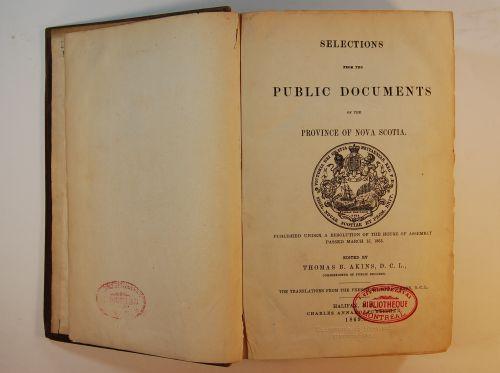 SELECTIONS
FROM THE
PUBLIC DOCUMENTS
OF THE
PROVINCE OF NOVA SCOTIA.
PUBLISHED UNDER A RESOLUTION OF THE HOUSE OF ASSEMBLY
PASSED MARCH 15, 1865.
EDITED BY
THOMAS B. AKINS, D. C. L.,
COMMISSIONER OF PUBLIC RECORDS.
THE TRANSLATIONS FROM THE FRENCH D.C.L.
HALIFAX,
CHARLES
BIBLIOTHEQUE
MONTRÉAL